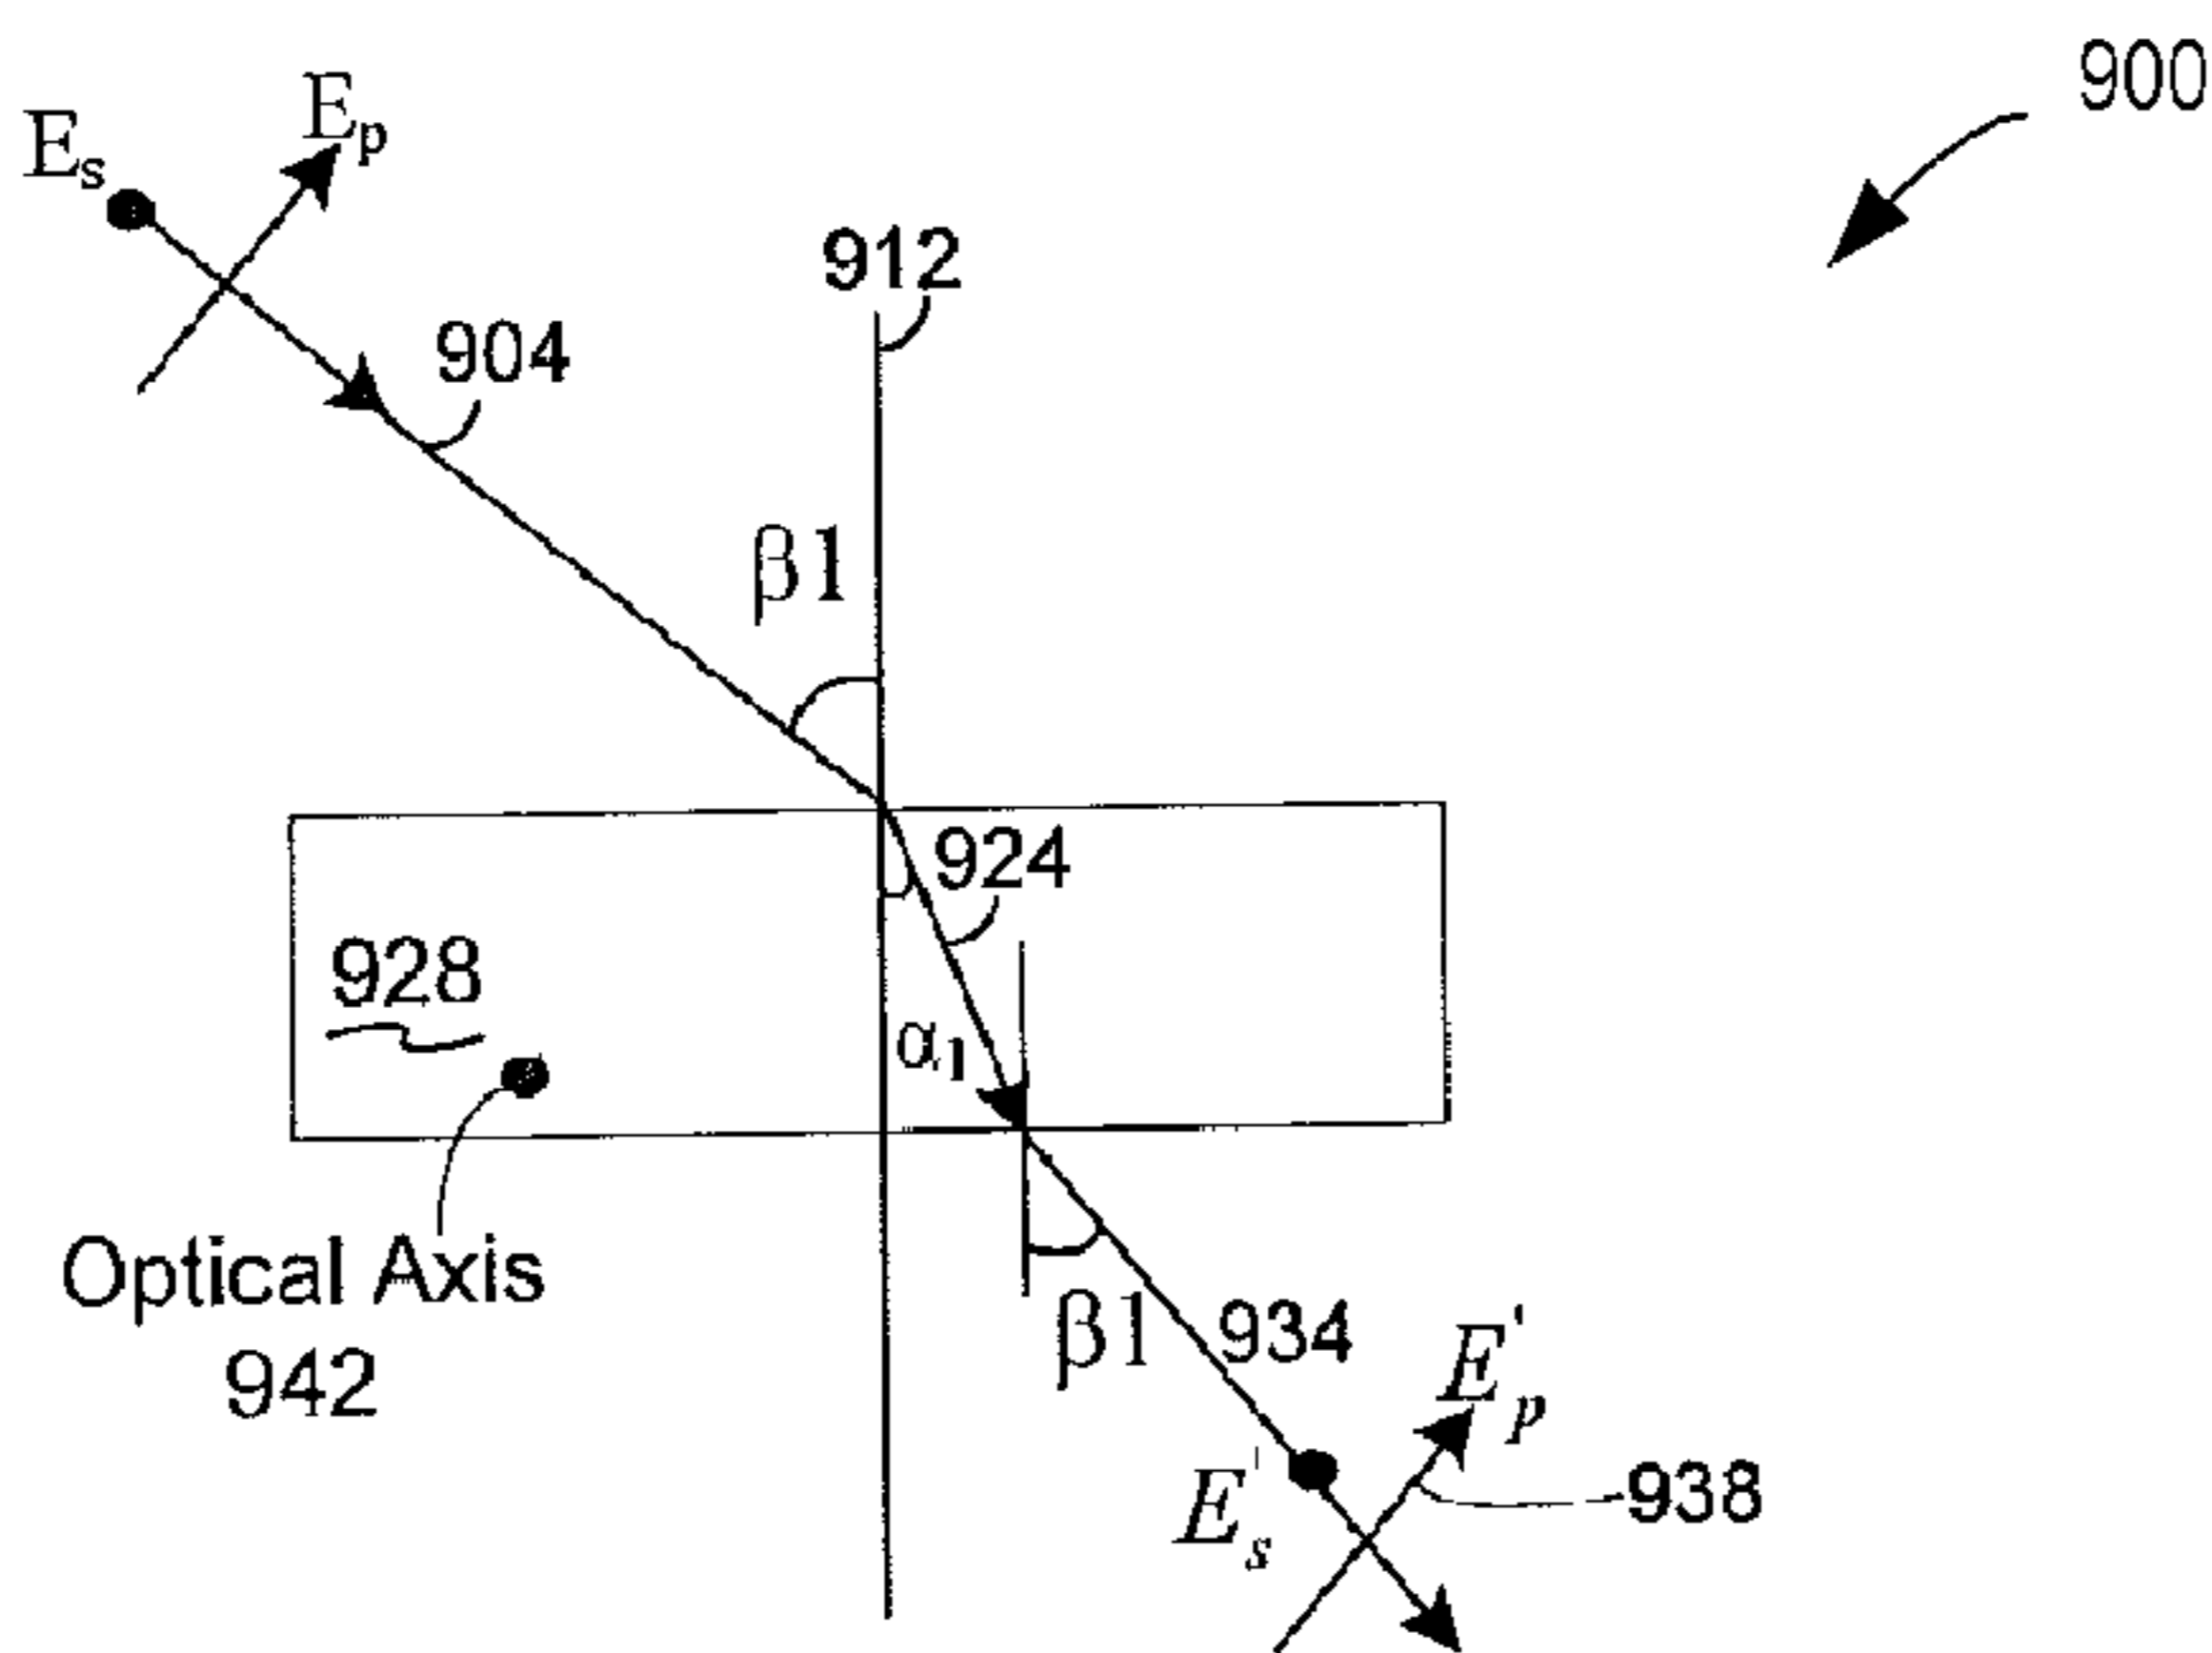 900
Eₚ
Eₛ
912
904
β1
924
928
α₁
Optical Axis
942
β1
934
E'ₚ
E'ₛ
938